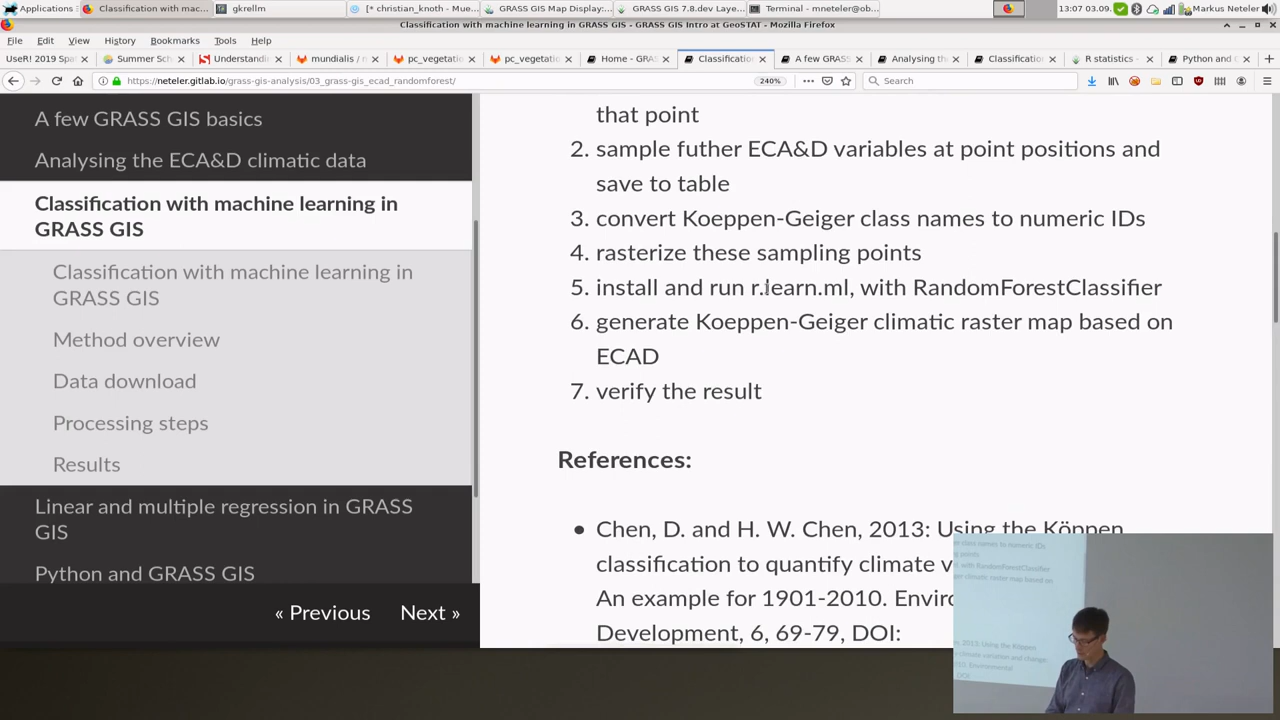 Applications
Classification with mac...
gkrellm
[* christian_knoth - Mue...
GRASS GIS Map Display:...
GRASS GIS 7.8.dev Laye...
Terminal - mneteler@ob...
13:07 03.09.
Markus Neteler
Classification with machine learning in GRASS GIS - GRASS GIS Intro at GeoSTAT - Mozilla Firefox
File Edit View History Bookmarks Tools Help
UseR! 2019 Spa
Summer Sch
Understandi
mundialis / r
pc_vegetati
pc_vegetati
Home - GRA
Classificatio
A few GRASS
Analysing th
Classificatio
R statistics -
Python and
https://neteler.gitlab.io/grass-gis-analysis/03_grass-gis_ecad_randomforest/
240%
Search
A few GRASS GIS basics
Analysing the ECA&D climatic data
Classification with machine learning in
GRASS GIS
Classification with machine learning in
GRASS GIS
Method overview
Data download
Processing steps
Results
Linear and multiple regression in GRASS
GIS
Python and GRASS GIS
« Previous
Next »
that point
2. sample futher ECA&D variables at point positions and
save to table
3. convert Koeppen-Geiger class names to numeric IDs
4. rasterize these sampling points
5. install and run r.learn.ml, with RandomForestClassifier
6. generate Koeppen-Geiger climatic raster map based on
ECAD
7. verify the result
References:
• Chen, D. and H. W. Chen, 2013: Using the Köppen
classification to quantify climate v
An example for 1901-2010. Enviro
Development, 6, 69-79, DOI: